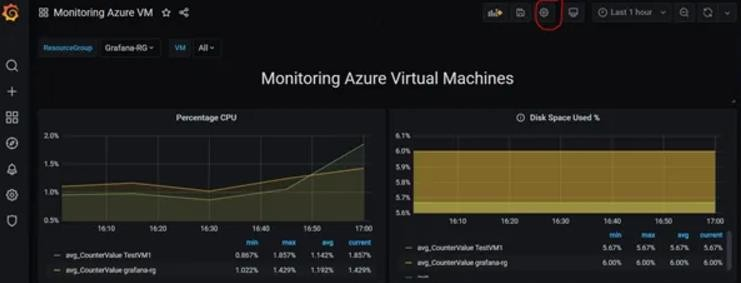 Monitoring Azure VM
Last 1 hour
ResourceGroup Grafana-RG VM All
Monitoring Azure Virtual Machines
Percentage CPU
2.0%
1.5%
1.0%
0.5%
16:10 16:20 16:30 16:40 16:50 17:00
min max avg current
avg_CounterValue TestVM1 0.867% 1.857% 1.142% 1.857%
avg_CounterValue grafana-rg 1.022% 1.429% 1.192% 1.429%
Disk Space Used %
6.1%
6.0%
5.9%
5.8%
5.7%
5.6%
16:10 16:20 16:30 16:40 16:50 17:00
min max avg current
avg_CounterValue TestVM1 5.67% 5.67% 5.67% 5.67%
avg_CounterValue grafana-rg 6.00% 6.00% 6.00% 6.00%